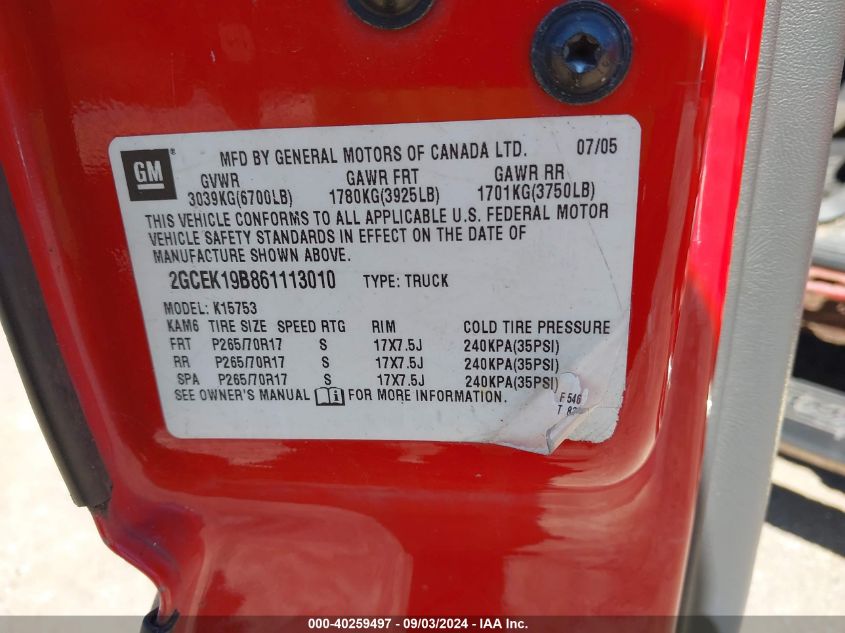 GM ®
MFD BY GENERAL MOTORS OF CANADA LTD. 07/05
GVWR GAWR FRT GAWR RR
3039KG(6700LB) 1780KG(3925LB) 1701KG(3750LB)
THIS VEHICLE CONFORMS TO ALL APPLICABLE U.S. FEDERAL MOTOR
VEHICLE SAFETY STANDARDS IN EFFECT ON THE DATE OF
MANUFACTURE SHOWN ABOVE.
2GCEK19B861113010 TYPE: TRUCK
MODEL: K15753
KAM6 TIRE SIZE SPEED RTG RIM COLD TIRE PRESSURE
FRT P265/70R17 S 17X7.5J 240KPA(35PSI)
RR P265/70R17 S 17X7.5J 240KPA(35PSI)
SPA P265/70R17 S 17X7.5J 240KPA(35PSI)
SEE OWNER'S MANUAL FOR MORE INFORMATION.
F 546
T
000-40259497 - 09/03/2024 - IAA Inc.